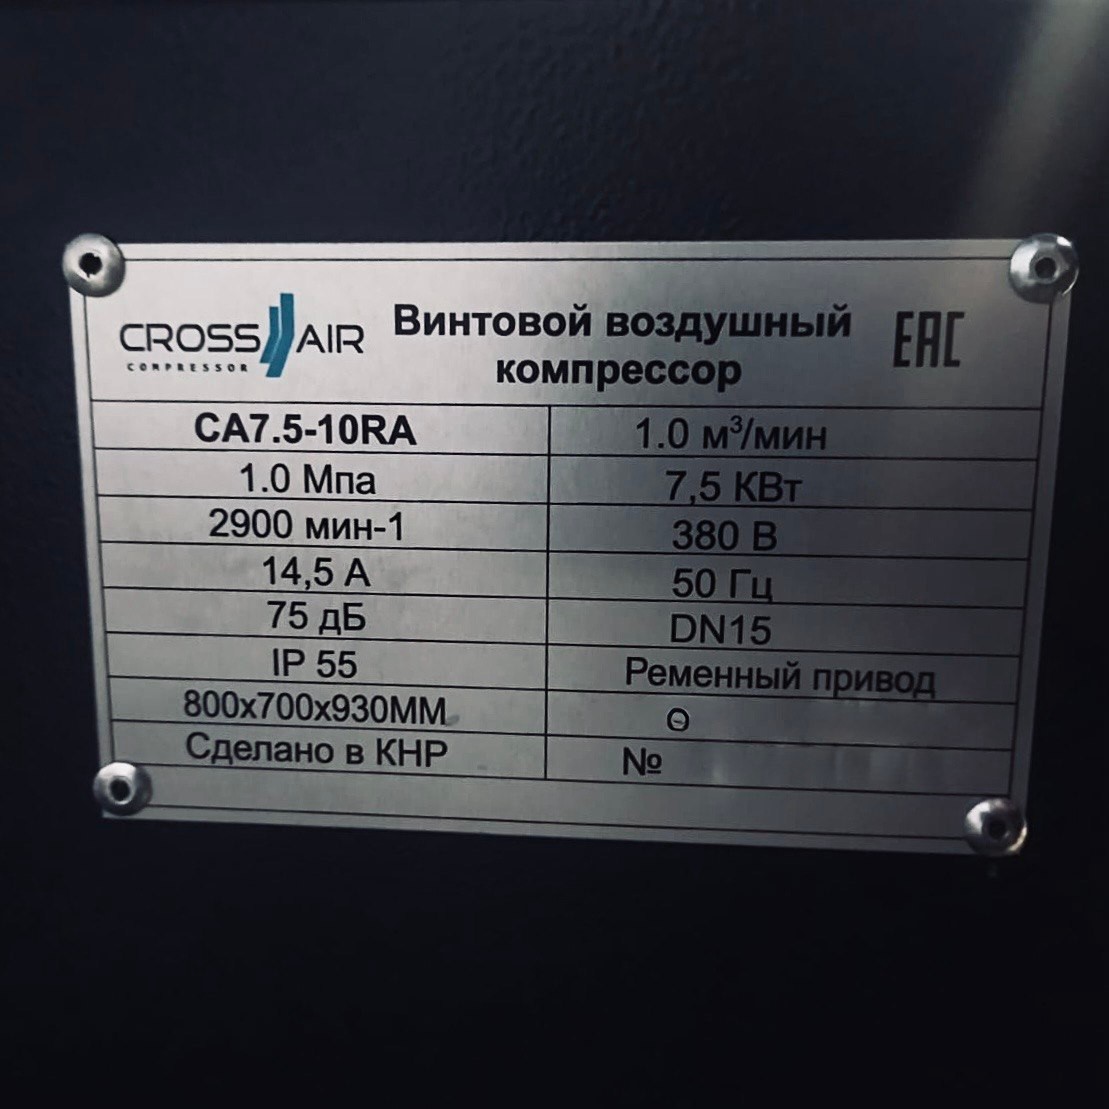 CROSS AIR
COMPRESSOR
Винтовой воздушный
компрессор
ЕАС
CA7.5-10RA
1.0 м³/мин
1.0 Мпа
7,5 КВт
2900 мин-1
380 В
14,5 А
50 Гц
75 дБ
DN15
IP 55
Ременный привод
800х700х930ММ
Сделано в КНР
№